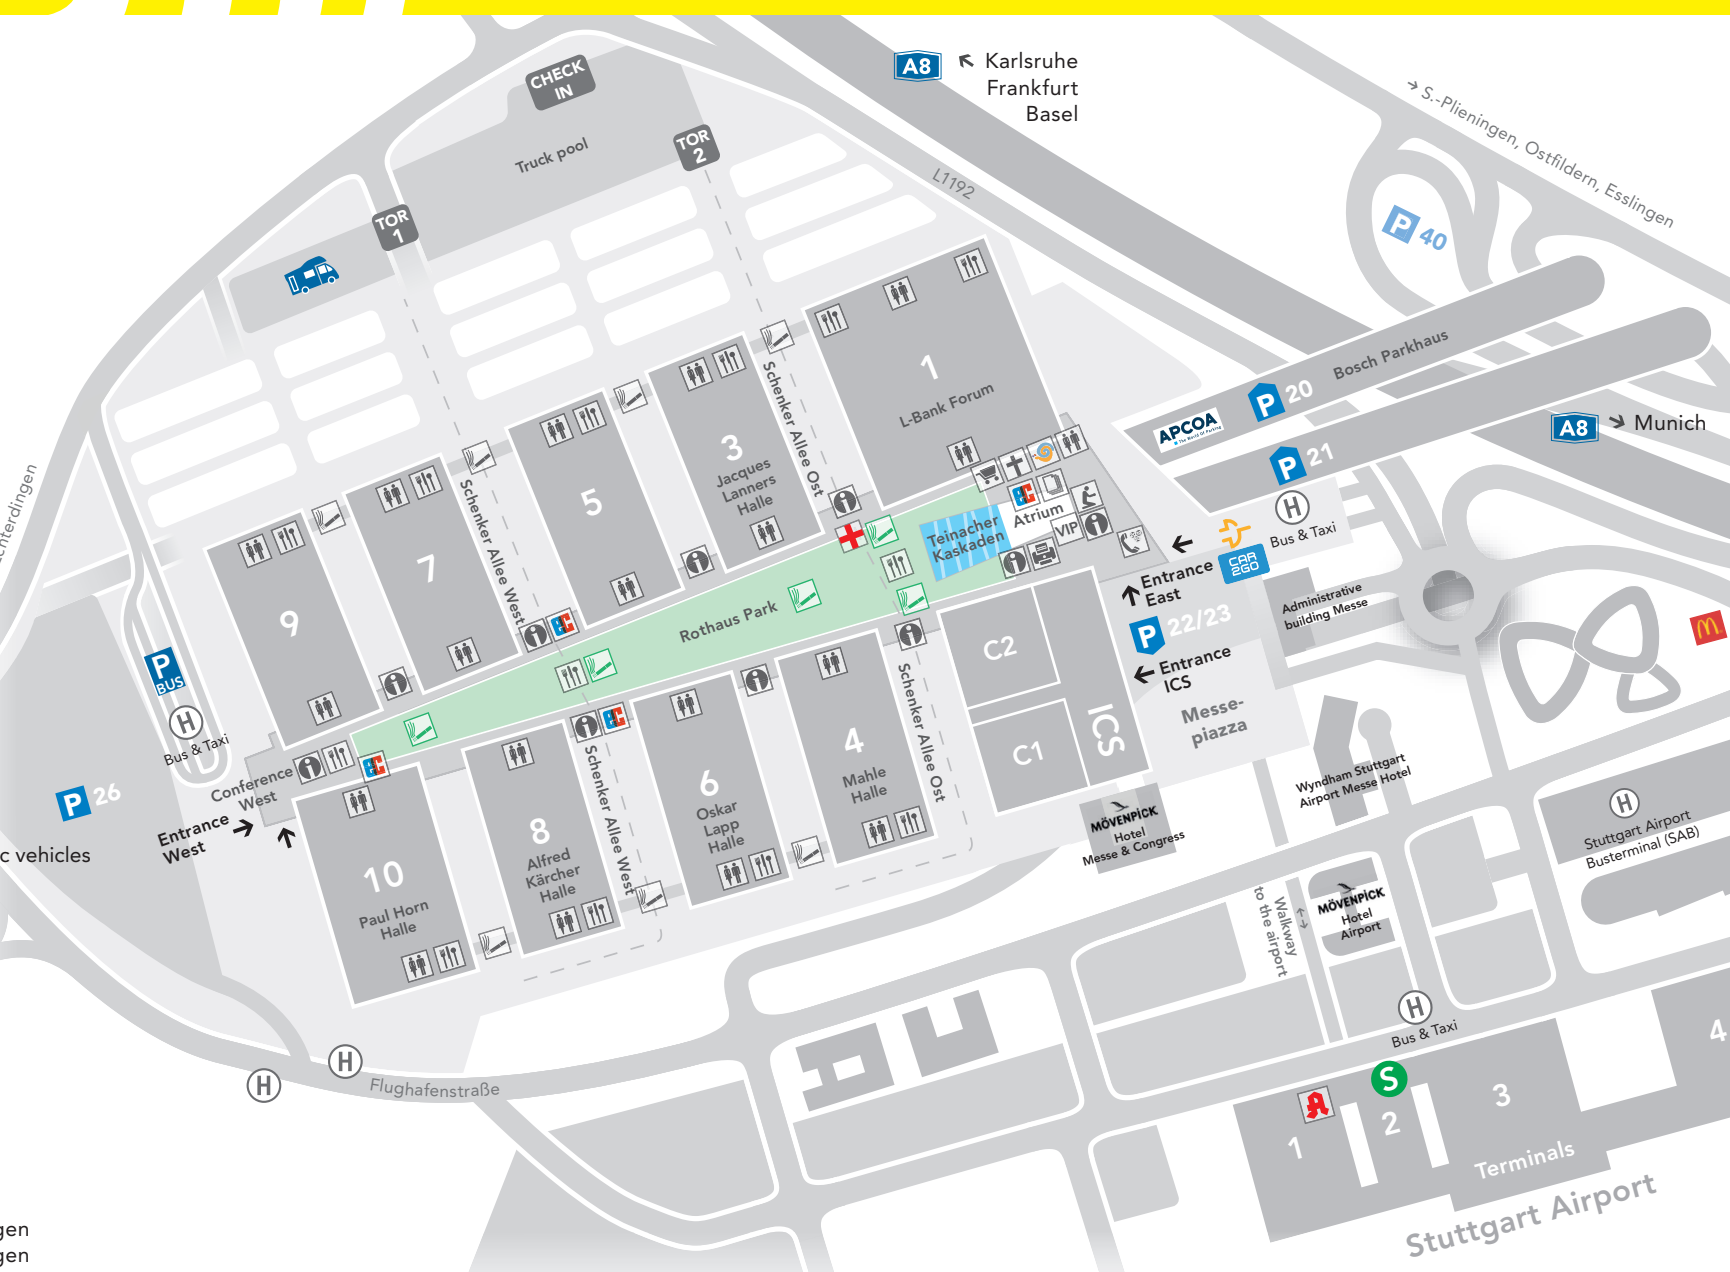 CHECK
IN
Truck pool
TOR
1
TOR
2
A8
Karlsruhe
Frankfurt
Basel
L1192
S.-Plieningen, Ostfildern, Esslingen
P 40
Bosch Parkhaus
APCOA
P 20
P 21
A8
Munich
H
Bus & Taxi
CAR
2GO
1
L-Bank Forum
3
Jacques
Lanners
Halle
5
7
9
Schenker Allee Ost
Schenker Allee West
Teinacher
Kaskaden
Atrium
VIP
Rothaus Park
Entrance
East
P 22/23
Entrance
ICS
Messe-
piazza
Administrative
building Messe
C2
C1
ICS
4
Mahle
Halle
6
Oskar
Lapp
Halle
8
Alfred
Kärcher
Halle
10
Paul Horn
Halle
Schenker Allee Ost
Schenker Allee West
P
BUS
H
Bus & Taxi
Conference
West
Entrance
West
P 26
c vehicles
chterdingen
H
H
Flughafenstraße
MÖVENPICK
Hotel
Messe & Congress
Wyndham Stuttgart
Airport Messe Hotel
H
Stuttgart Airport
Busterminal (SAB)
MÖVENPICK
Hotel
Airport
Walkway
to the airport
H
Bus & Taxi
S
1
2
3
4
Terminals
Stuttgart Airport
gen
gen